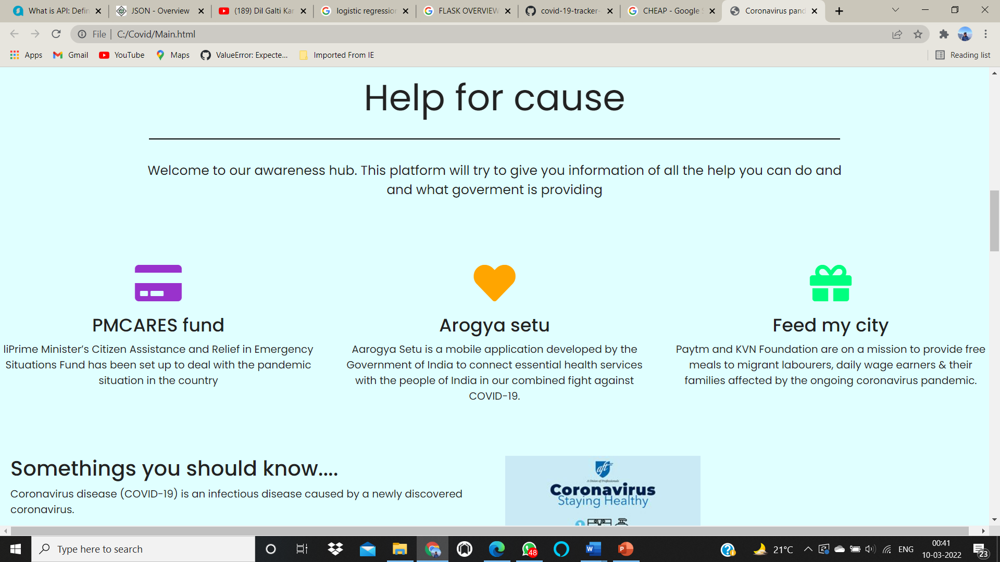 What is API: Defin
JSON - Overview
(189) Dil Galti Kar
logistic regression
FLASK OVERVIEW
covid-19-tracker-
CHEAP - Google S
Coronavirus pand
File | C:/Covid/Main.html
Apps
Gmail
YouTube
Maps
ValueError: Expecte...
Imported From IE
Reading list
Help for cause
Welcome to our awareness hub. This platform will try to give you information of all the help you can do and
and what goverment is providing
PMCARES fund
liPrime Minister’s Citizen Assistance and Relief in Emergency
Situations Fund has been set up to deal with the pandemic
situation in the country
Arogya setu
Aarogya Setu is a mobile application developed by the
Government of India to connect essential health services
with the people of India in our combined fight against
COVID-19.
Feed my city
Paytm and KVN Foundation are on a mission to provide free
meals to migrant labourers, daily wage earners & their
families affected by the ongoing coronavirus pandemic.
Somethings you should know....
Coronavirus disease (COVID-19) is an infectious disease caused by a newly discovered
coronavirus.
aft
A Union of Professionals
Coronavirus
Staying Healthy
Type here to search
48
21°C
ENG
00:41
10-03-2022
23